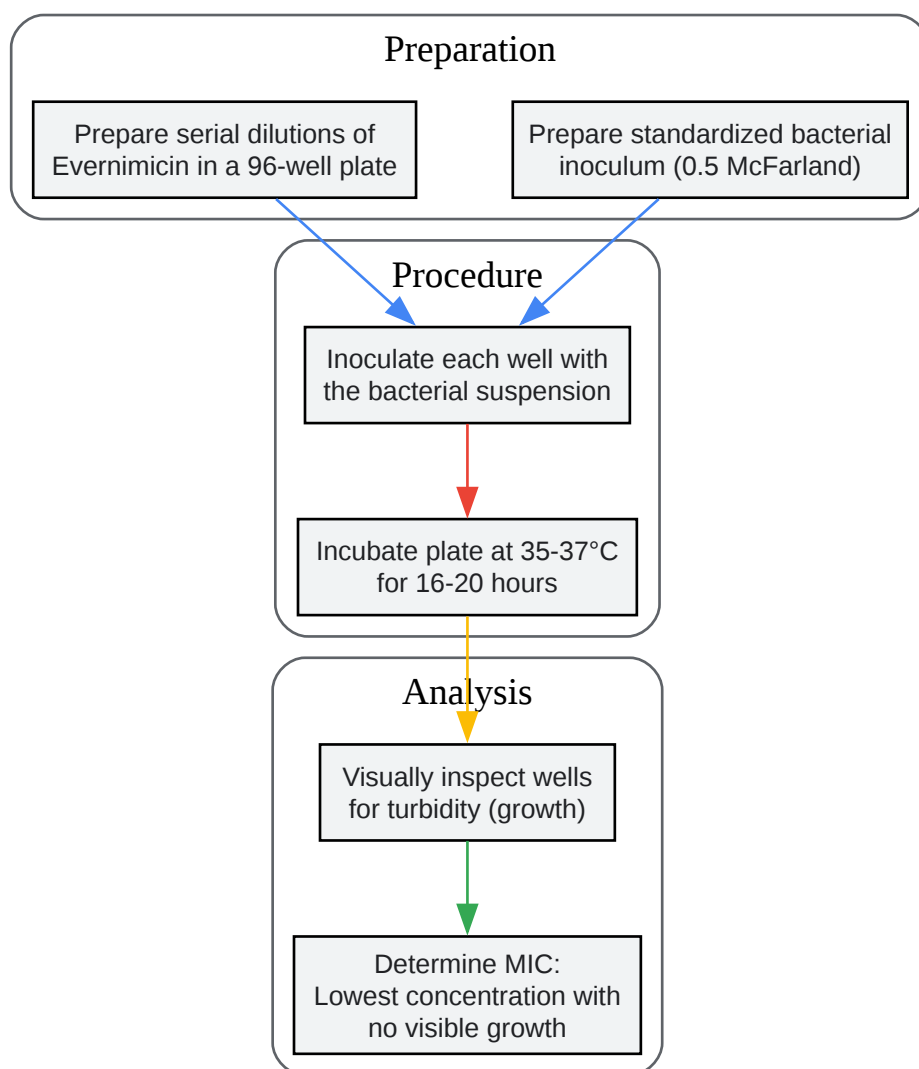 Preparation
Prepare serial dilutions of
Evernimicin in a 96-well plate
Prepare standardized bacterial
inoculum (0.5 McFarland)
Procedure
Inoculate each well with
the bacterial suspension
Incubate plate at 35-37°C
for 16-20 hours
Analysis
Visually inspect wells
for turbidity (growth)
Determine MIC:
Lowest concentration with
no visible growth